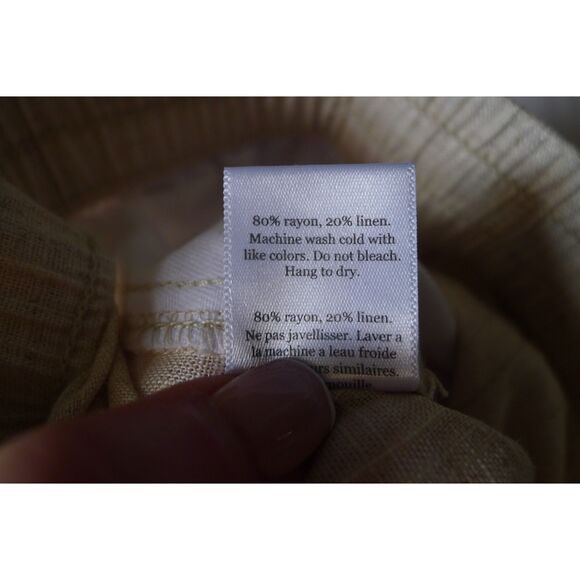 80% rayon, 20% linen.
Machine wash cold with
like colors. Do not bleach.
Hang to dry.
80% rayon, 20% linen.
Ne pas javellisser. Laver a
la machine a leau froide
similaires.